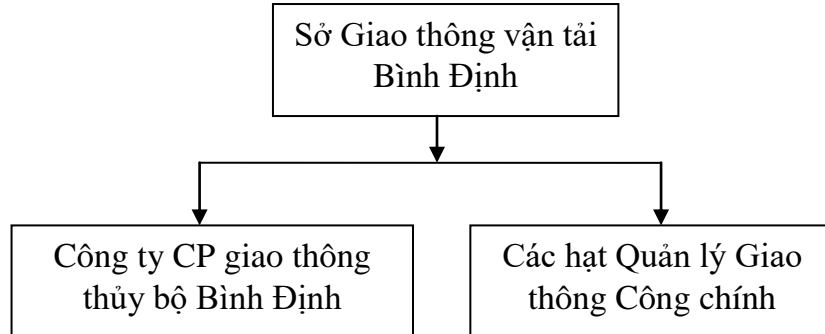 Sở Giao thông vận tải
Bình Định
Công ty CP giao thông
thủy bộ Bình Định
Các hạt Quản lý Giao
thông Công chính